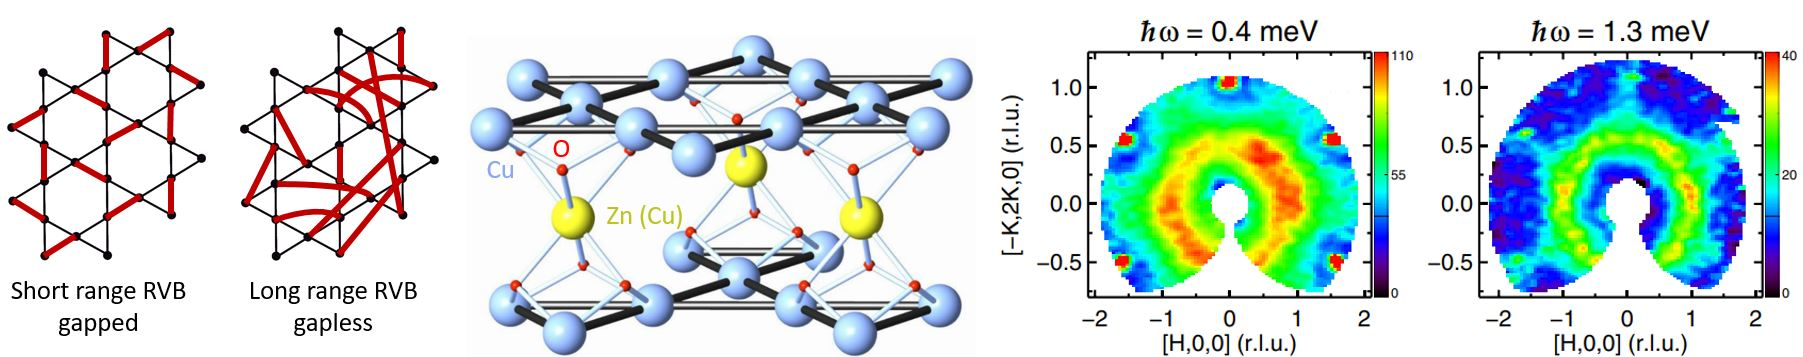 Short range RVB
gapped
Long range RVB
gapless
Cu
O
Zn (Cu)
ħω = 0.4 meV
[-K,2K,0] (r.l.u.)
1.0
0.5
0.0
−0.5
−2
−1
0
1
2
[H,0,0] (r.l.u.)
110
55
0
ħω = 1.3 meV
1.0
0.5
0.0
−0.5
−2
−1
0
1
2
[H,0,0] (r.l.u.)
40
20
0